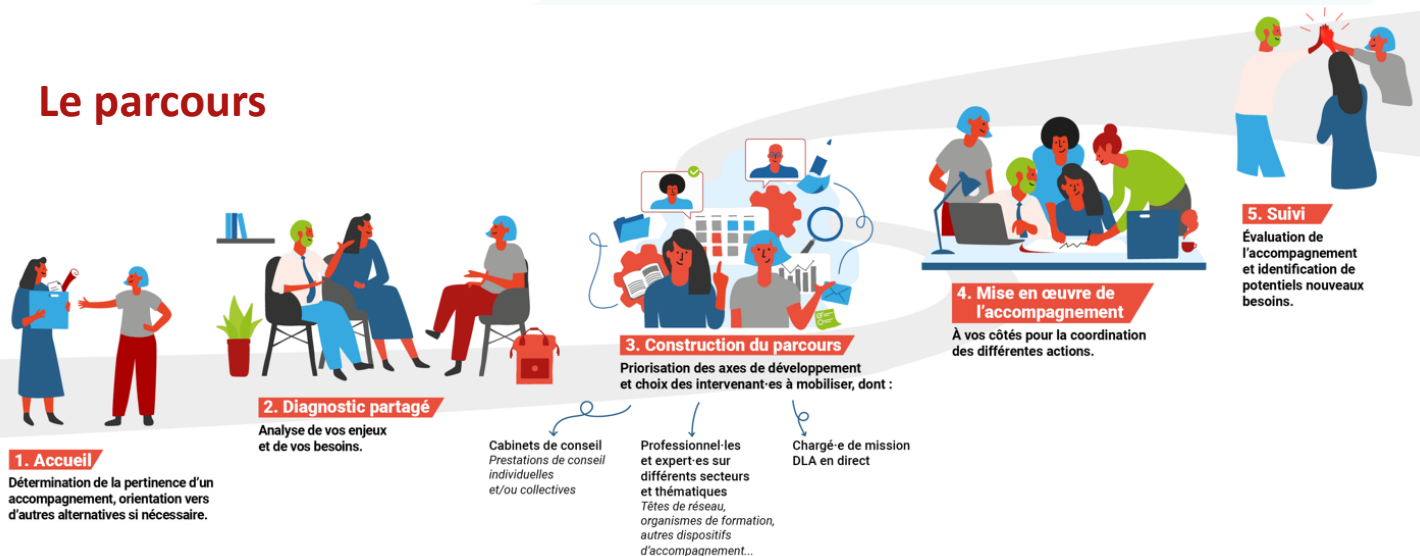 Le parcours
1. Accueil
Détermination de la pertinence d'un
accompagnement, orientation vers
d'autres alternatives si nécessaire.
2. Diagnostic partagé
Analyse de vos enjeux
et de vos besoins.
3. Construction du parcours
Priorisation des axes de développement
et choix des intervenant·es à mobiliser, dont :
Cabinets de conseil
Prestations de conseil
individuelles
et/ou collectives
Professionnel·les
et expert·es sur
différents secteurs
et thématiques
Têtes de réseau,
organismes de formation,
autres dispositifs
d'accompagnement...
Chargé·e de mission
DLA en direct
4. Mise en œuvre de
l'accompagnement
À vos côtés pour la coordination
des différentes actions.
5. Suivi
Évaluation de
l'accompagnement
et identification de
potentiels nouveaux
besoins.